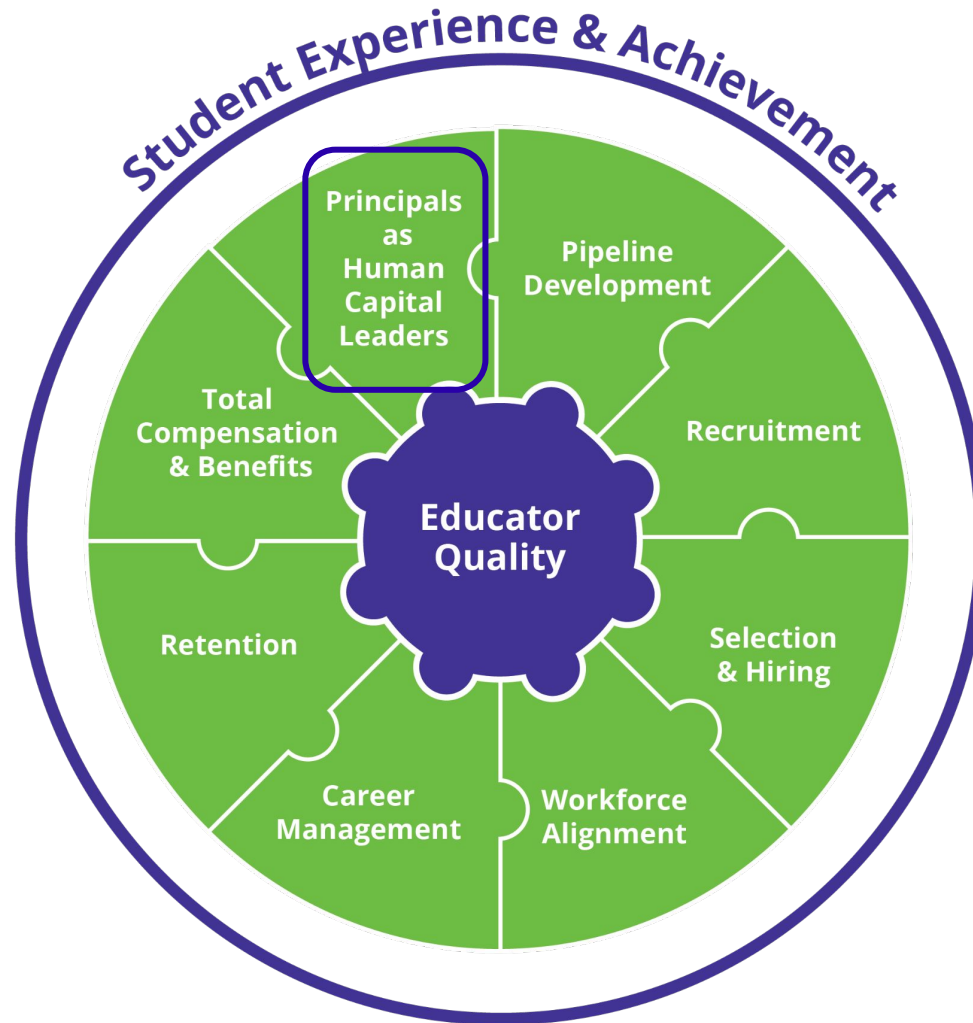 Student Experience & Achievement
Principals
as
Human
Capital
Leaders
Pipeline
Development
Recruitment
Selection
& Hiring
Workforce
Alignment
Career
Management
Retention
Total
Compensation
& Benefits
Educator
Quality